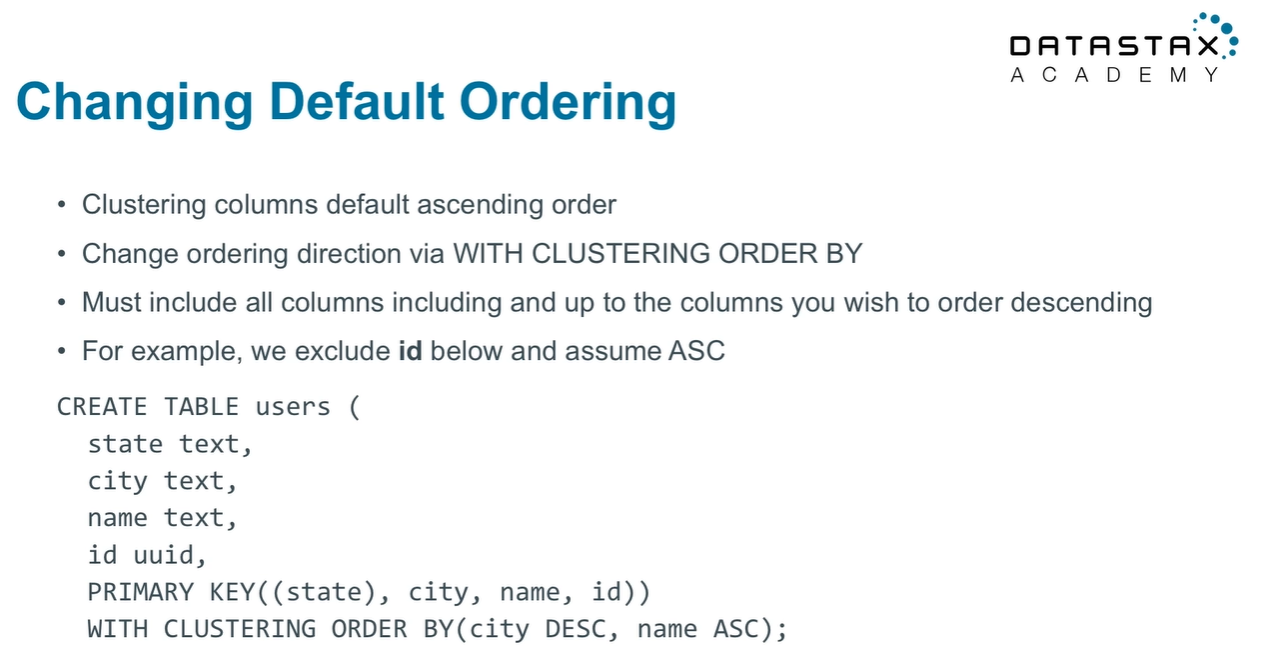 DATASTAX
ACADEMY
Changing Default Ordering
• Clustering columns default ascending order
• Change ordering direction via WITH CLUSTERING ORDER BY
• Must include all columns including and up to the columns you wish to order descending
• For example, we exclude id below and assume ASC
CREATE TABLE users (
  state text,
  city text,
  name text,
  id uuid,
  PRIMARY KEY((state), city, name, id))
  WITH CLUSTERING ORDER BY(city DESC, name ASC);